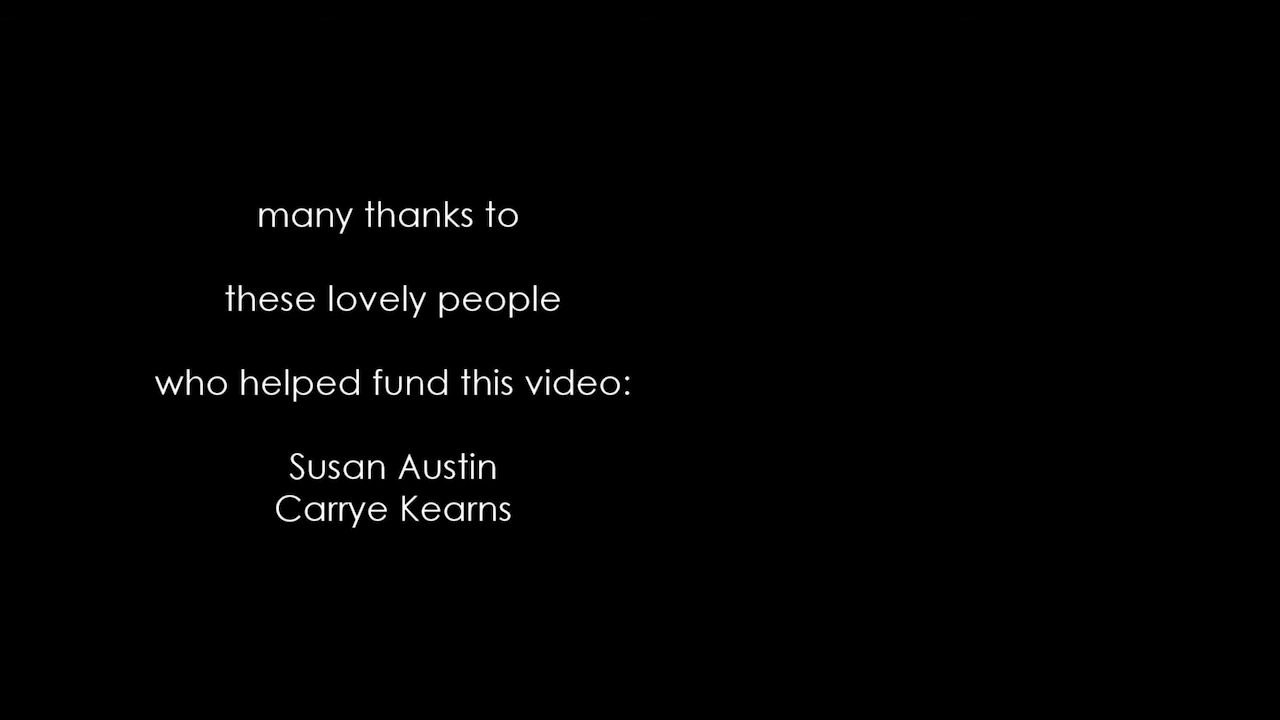 many thanks to
these lovely people
who helped fund this video:
Susan Austin
Carrye Kearns